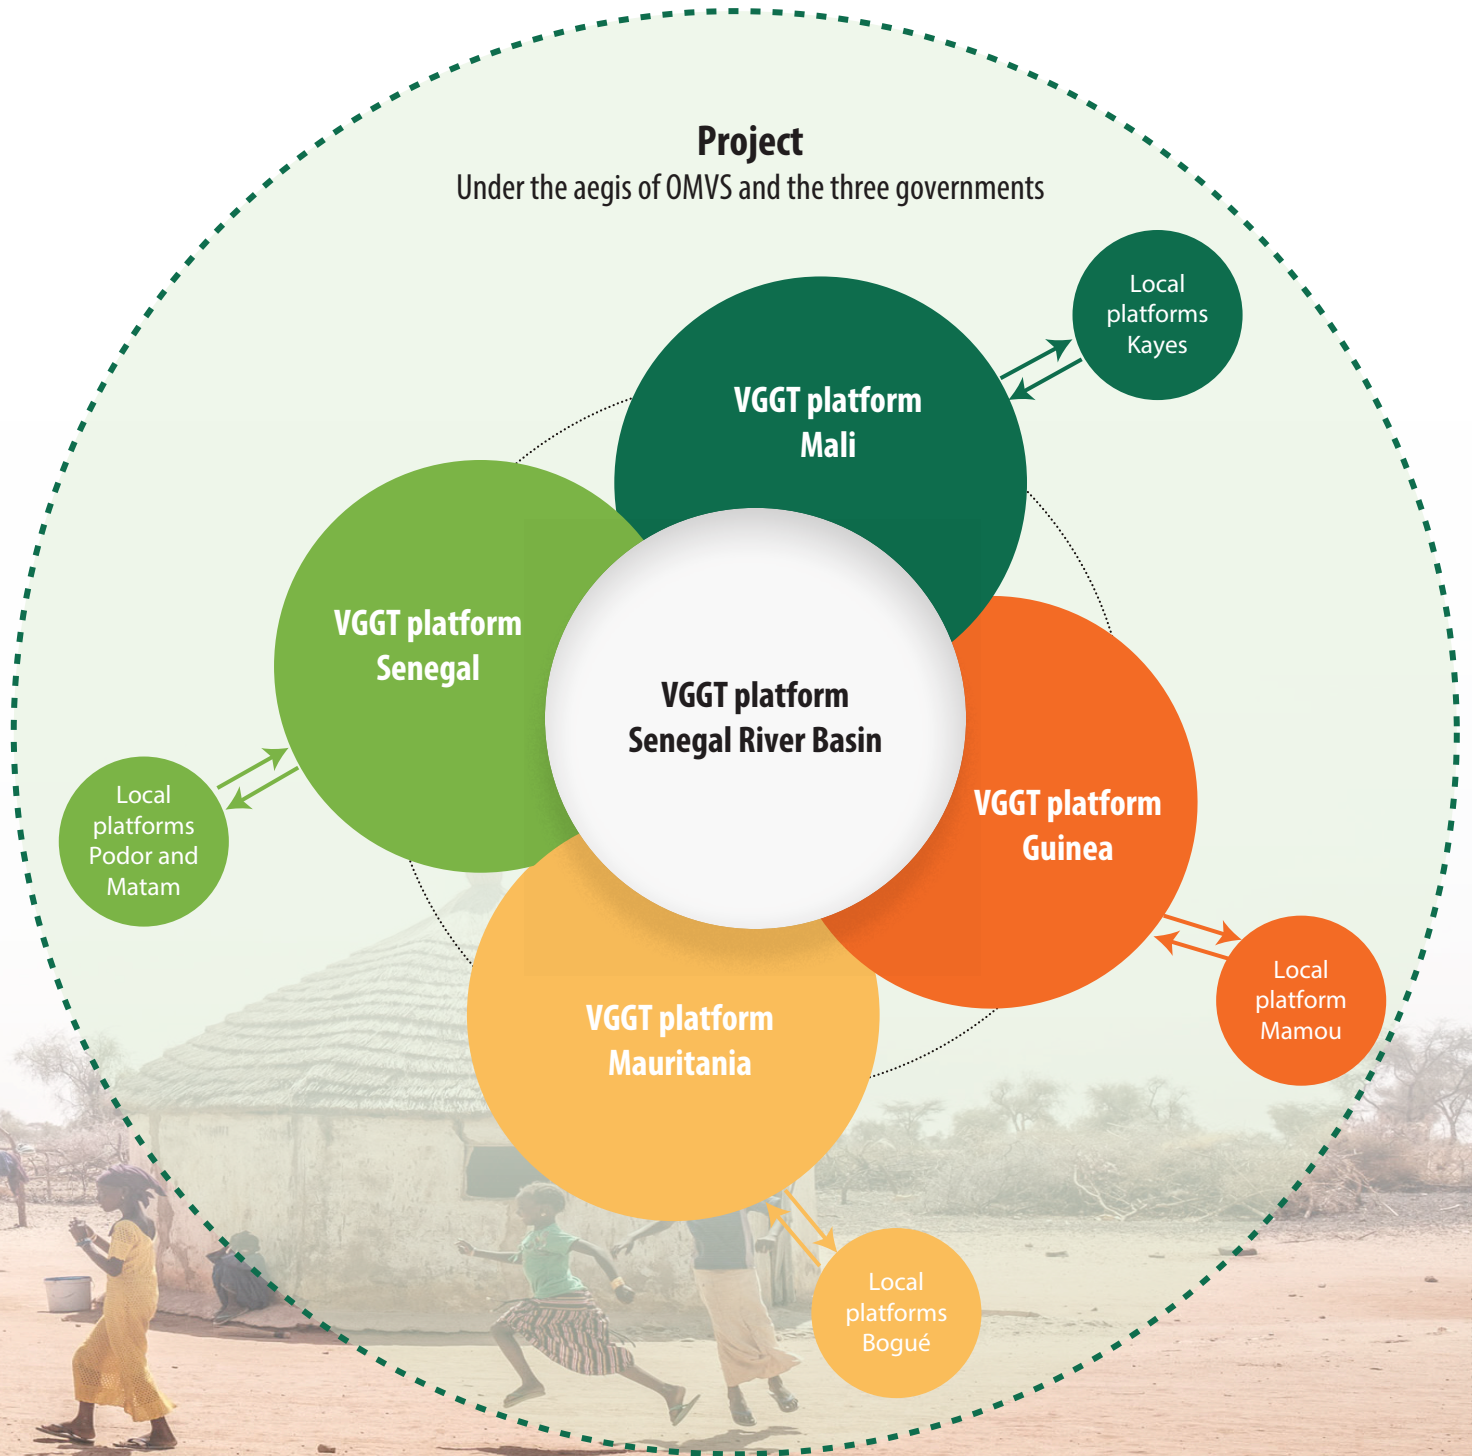 Project
Under the aegis of OMVS and the three governments
Local
platforms
Kayes
VGGT platform
Mali
VGGT platform
Senegal
VGGT platform
Senegal River Basin
VGGT platform
Guinea
Local
platforms
Podor and
Matam
Local
platform
Mamou
VGGT platform
Mauritania
Local
platforms
Bogué